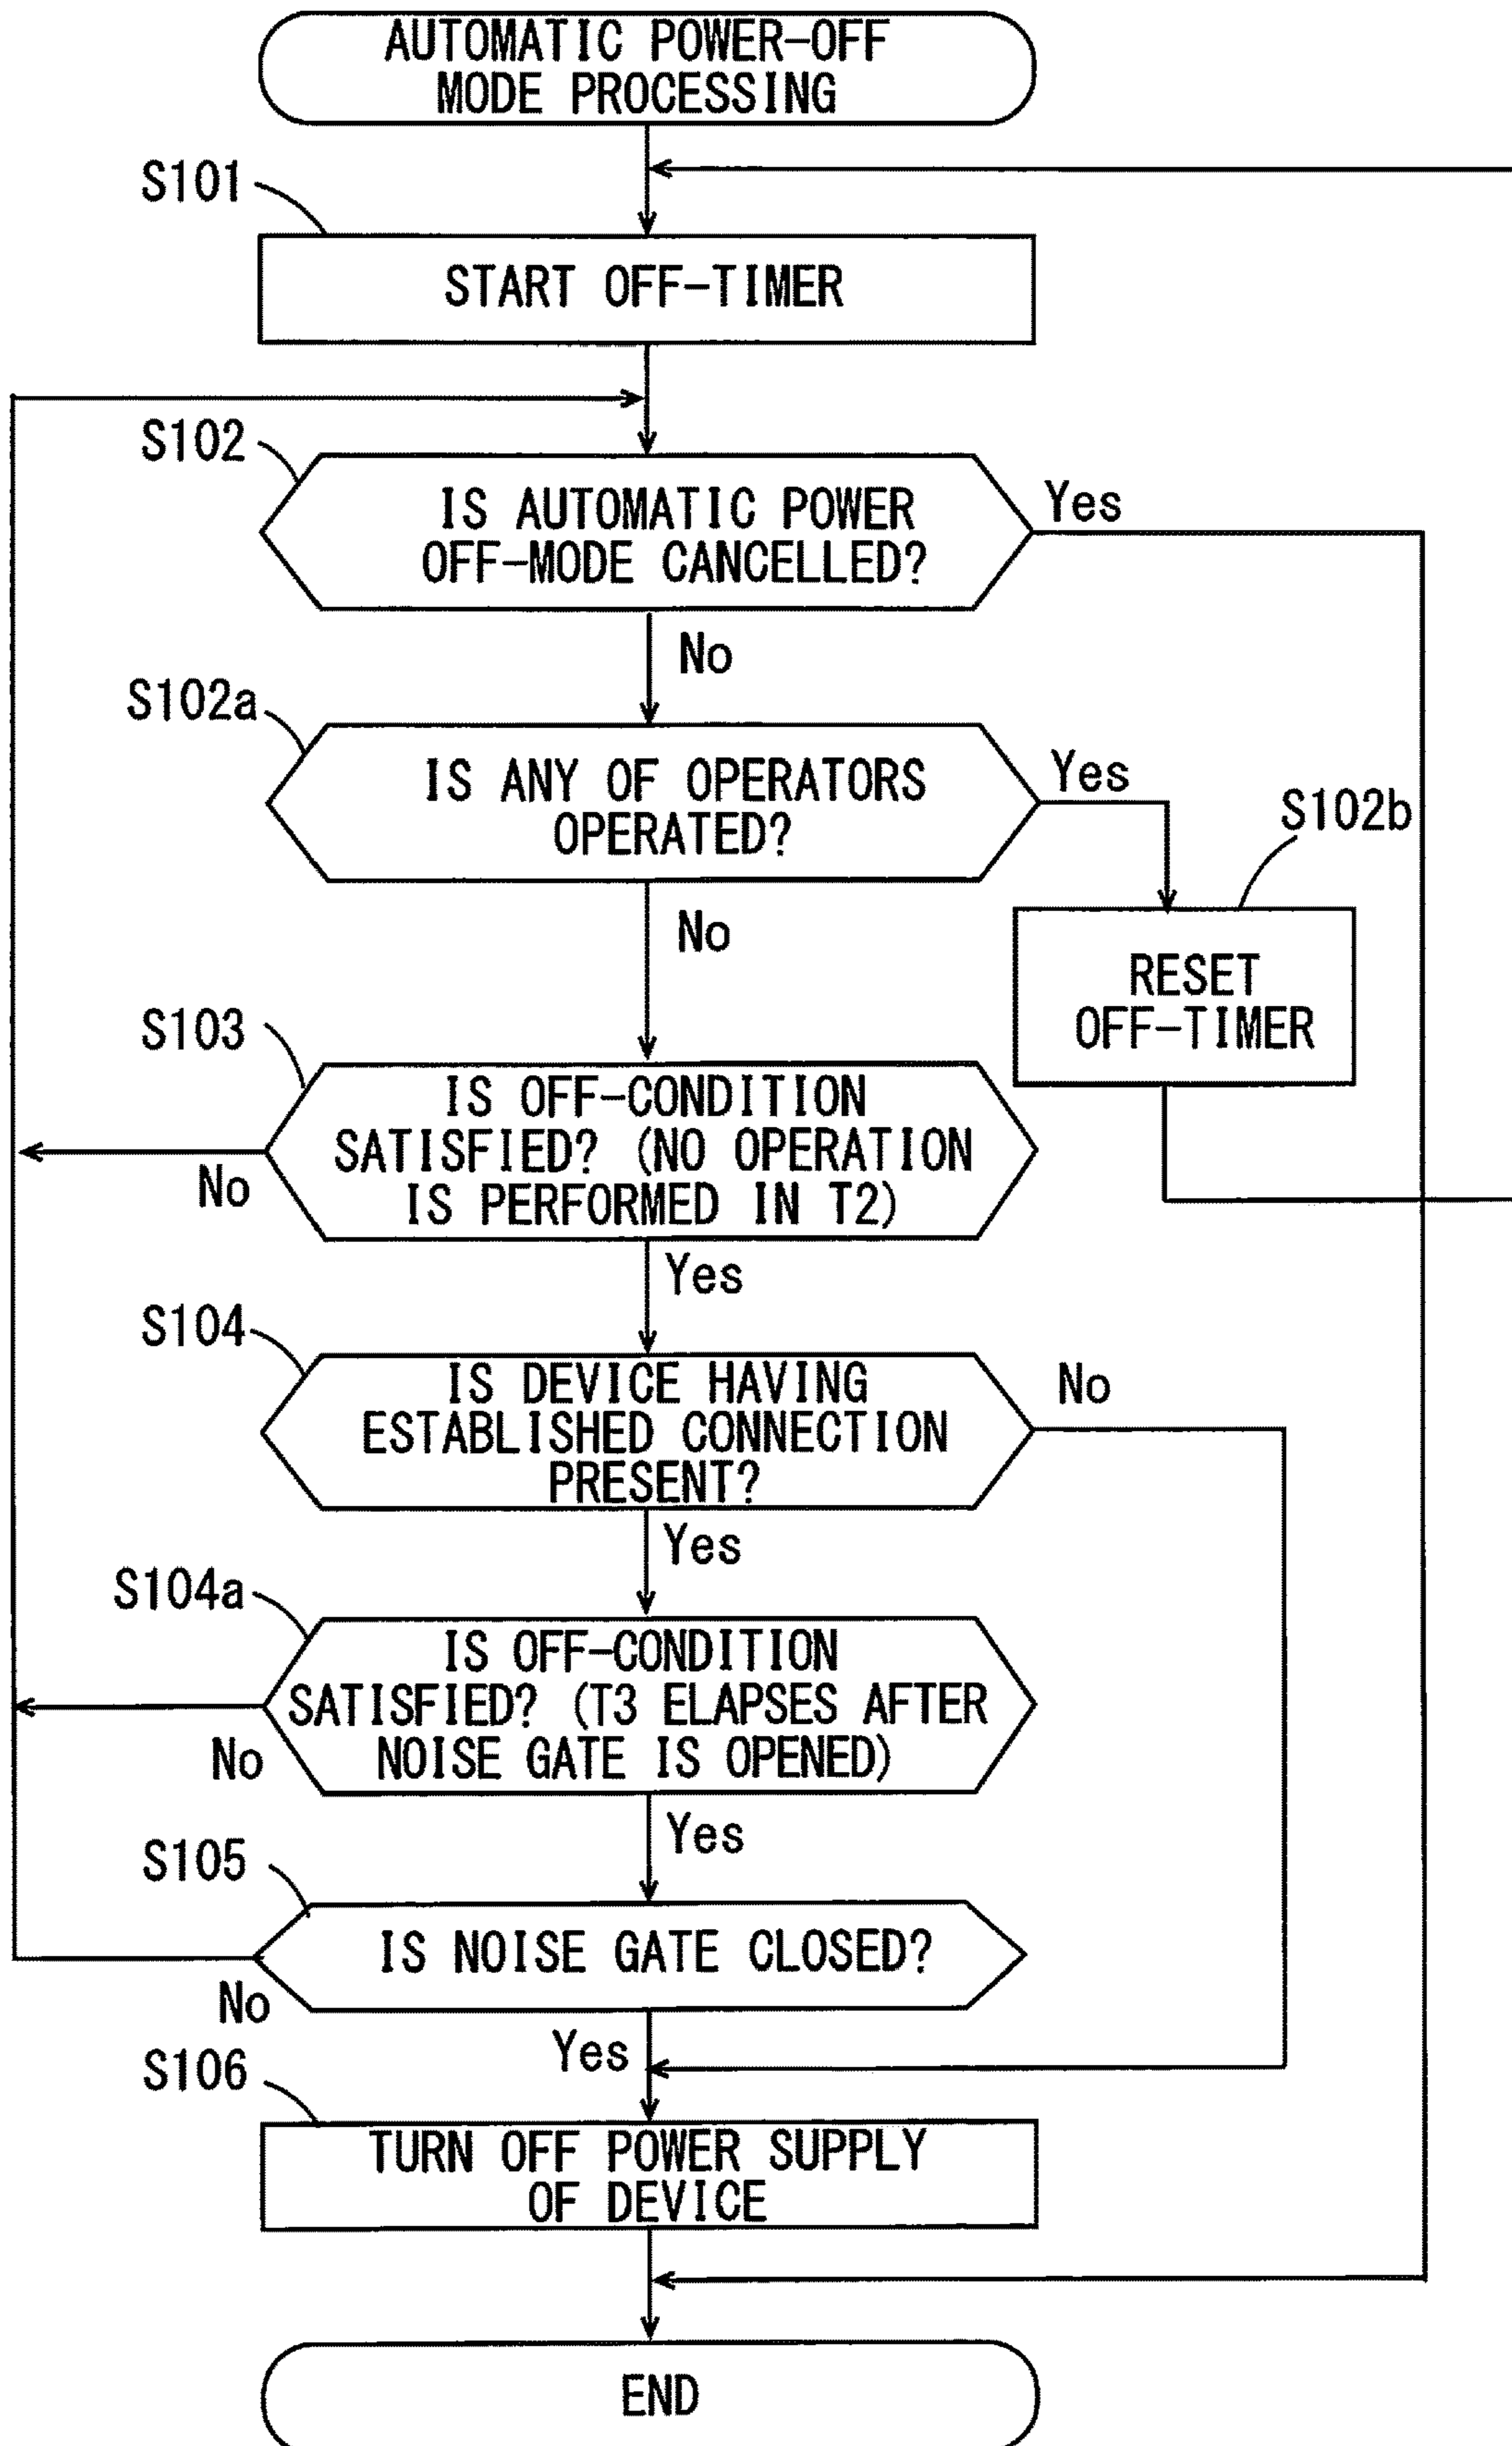 AUTOMATIC POWER-OFF
MODE PROCESSING
S101
START OFF-TIMER
S102
IS AUTOMATIC POWER
OFF-MODE CANCELLED?
Yes
No
S102a
IS ANY OF OPERATORS
OPERATED?
Yes
S102b
No
RESET
OFF-TIMER
S103
IS OFF-CONDITION
SATISFIED? (NO OPERATION
IS PERFORMED IN T2)
No
Yes
S104
IS DEVICE HAVING
ESTABLISHED CONNECTION
PRESENT?
No
Yes
S104a
IS OFF-CONDITION
SATISFIED? (T3 ELAPSES AFTER
NOISE GATE IS OPENED)
No
Yes
S105
IS NOISE GATE CLOSED?
No
Yes
S106
TURN OFF POWER SUPPLY
OF DEVICE
END